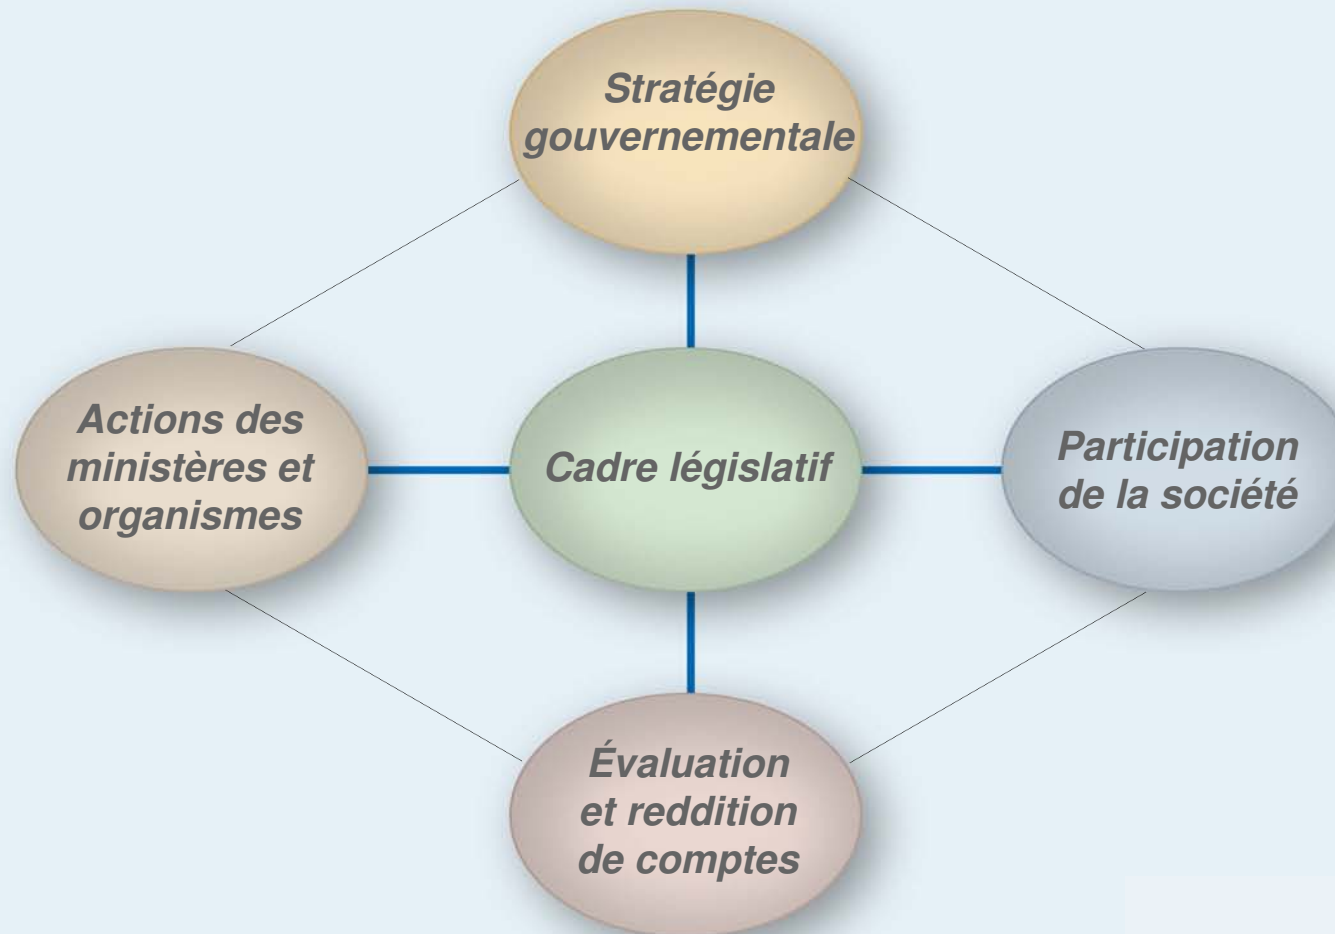 Stratégie
gouvernementale
Actions des
ministères et
organismes
Cadre législatif
Participation
de la société
Évaluation
et reddition
de comptes